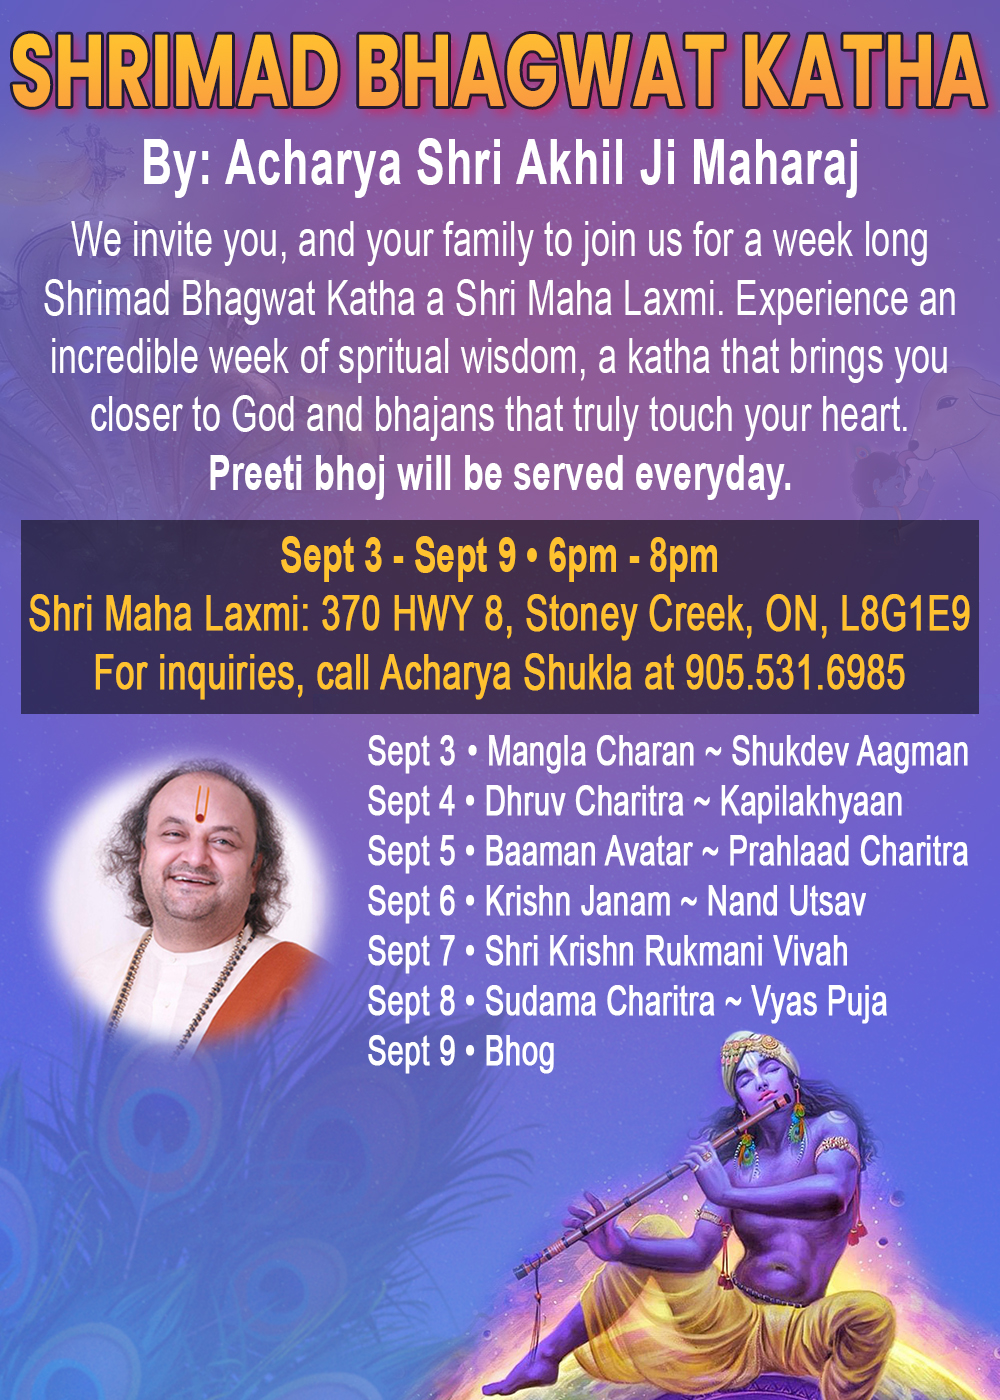 SHRIMAD BHAGWAT KATHA
By: Acharya Shri Akhil Ji Maharaj
We invite you, and your family to join us for a week long
Shrimad Bhagwat Katha a Shri Maha Laxmi. Experience an
incredible week of spritual wisdom, a katha that brings you
closer to God and bhajans that truly touch your heart.
Preeti bhoj will be served everyday.
Sept 3 - Sept 9 • 6pm - 8pm
Shri Maha Laxmi: 370 HWY 8, Stoney Creek, ON, L8G1E9
For inquiries, call Acharya Shukla at 905.531.6985
Sept 3 • Mangla Charan ~ Shukdev Aagman
Sept 4 • Dhruv Charitra ~ Kapilakhyaan
Sept 5 • Baaman Avatar ~ Prahlaad Charitra
Sept 6 • Krishn Janam ~ Nand Utsav
Sept 7 • Shri Krishn Rukmani Vivah
Sept 8 • Sudama Charitra ~ Vyas Puja
Sept 9 • Bhog